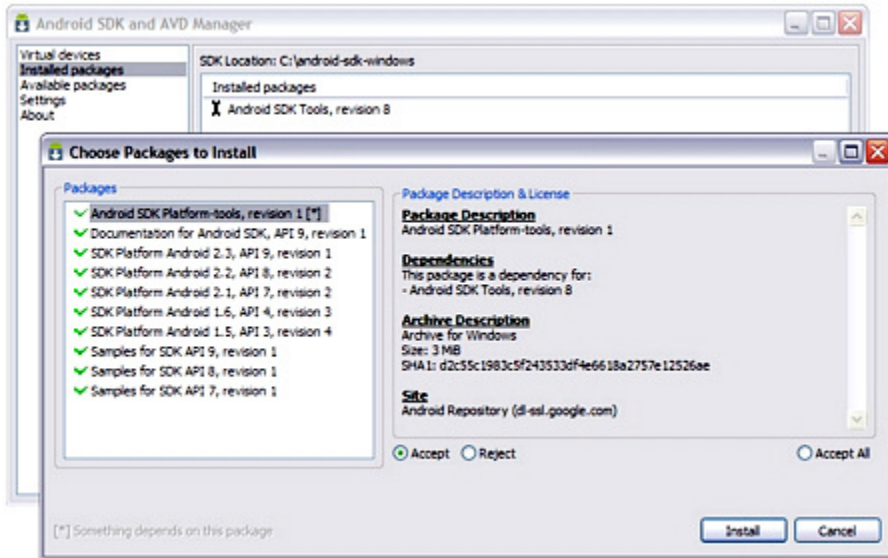 Android SDK and AVD Manager
Virtual devices
Installed packages
Available packages
Settings
About
SDK Location: C:\android-sdk-windows
Installed packages
Android SDK Tools, revision 8
Choose Packages to Install
Packages
Android SDK Platform-tools, revision 1 [*]
Documentation for Android SDK, API 9, revision 1
SDK Platform Android 2.3, API 9, revision 1
SDK Platform Android 2.2, API 8, revision 2
SDK Platform Android 2.1, API 7, revision 2
SDK Platform Android 1.6, API 4, revision 3
SDK Platform Android 1.5, API 3, revision 4
Samples for SDK API 9, revision 1
Samples for SDK API 8, revision 1
Samples for SDK API 7, revision 1
Package Description & License
Package Description
Android SDK Platform-tools, revision 1
Dependencies
This package is a dependency for:
- Android SDK Tools, revision 8
Archive Description
Archive for Windows
Size: 3 MiB
SHA1: d2c55c1983c5f243533df4e6618a2757e12526ae
Site
Android Repository (dl-ssl.google.com)
Accept Reject Accept All
[*] Something depends on this package
Install Cancel